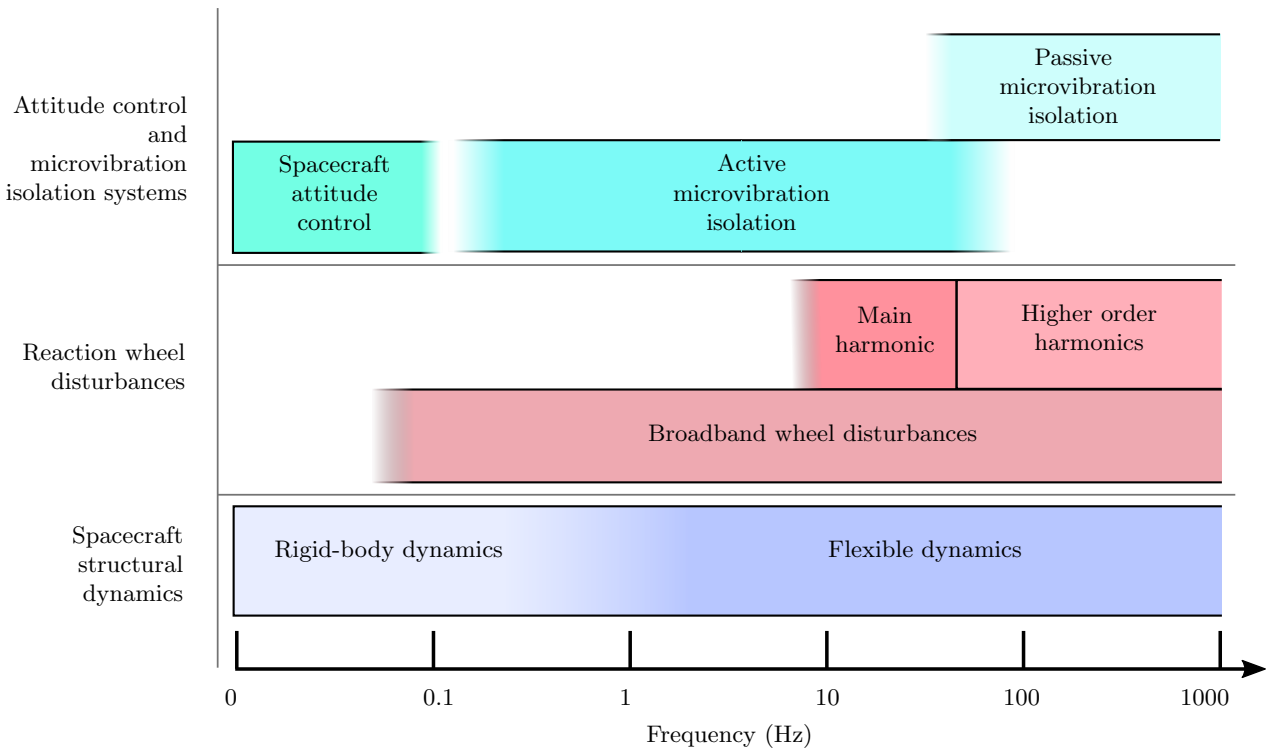 Attitude control
and
microvibration
isolation systems
Passive
microvibration
isolation
Spacecraft
attitude
control
Active
microvibration
isolation
Reaction wheel
disturbances
Main
harmonic
Higher order
harmonics
Broadband wheel disturbances
Spacecraft
structural
dynamics
Rigid-body dynamics
Flexible dynamics
0
0.1
1
10
100
1000
Frequency (Hz)